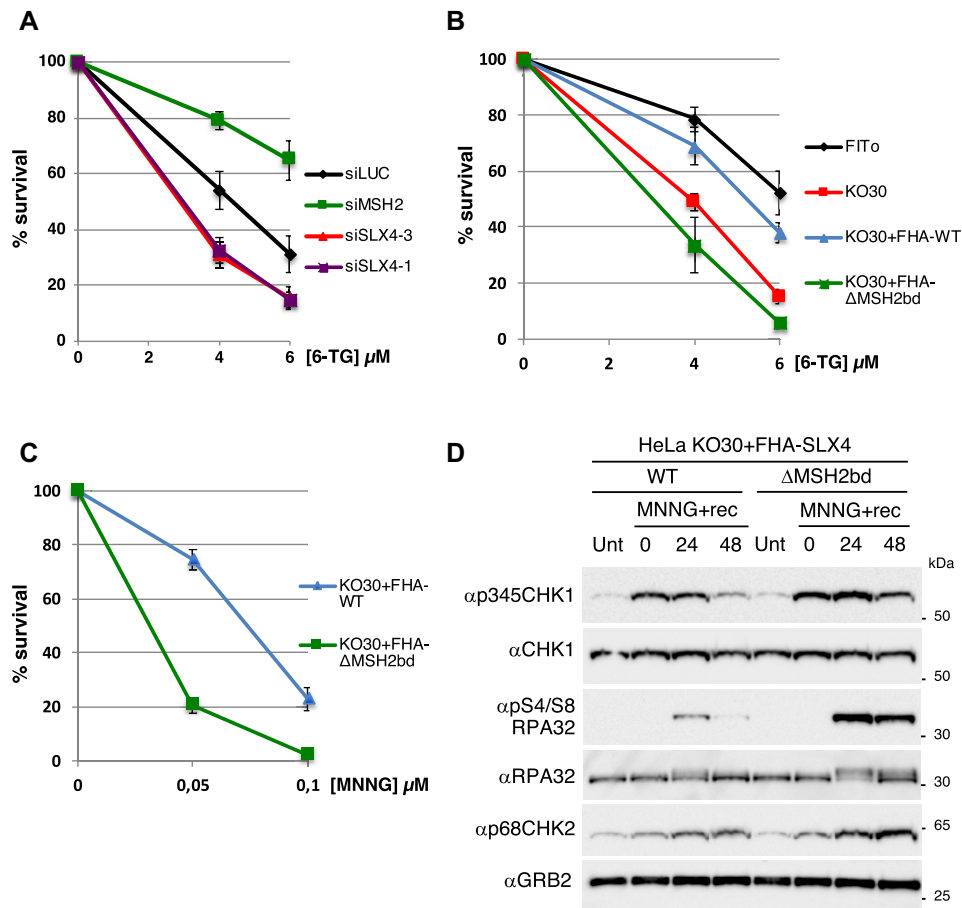 A
% survival
100
80
60
40
20
0
0
2
4
6
[6-TG] µM
siLUC
siMSH2
siSLX4-3
siSLX4-1
B
% survival
100
80
60
40
20
0
0
2
4
6
[6-TG] µM
FITo
KO30
KO30+FHA-WT
KO30+FHA-
ΔMSH2bd
C
% survival
100
80
60
40
20
0
0
0,05
0,1
[MNNG] µM
KO30+FHA-
WT
KO30+FHA-
ΔMSH2bd
D
HeLa KO30+FHA-SLX4
WT ΔMSH2bd
MNNG+rec MNNG+rec
Unt 0 24 48 Unt 0 24 48
kDa
αp345CHK1
50
αCHK1
50
αpS4/S8
RPA32
30
αRPA32
30
αp68CHK2
65
αGRB2
25